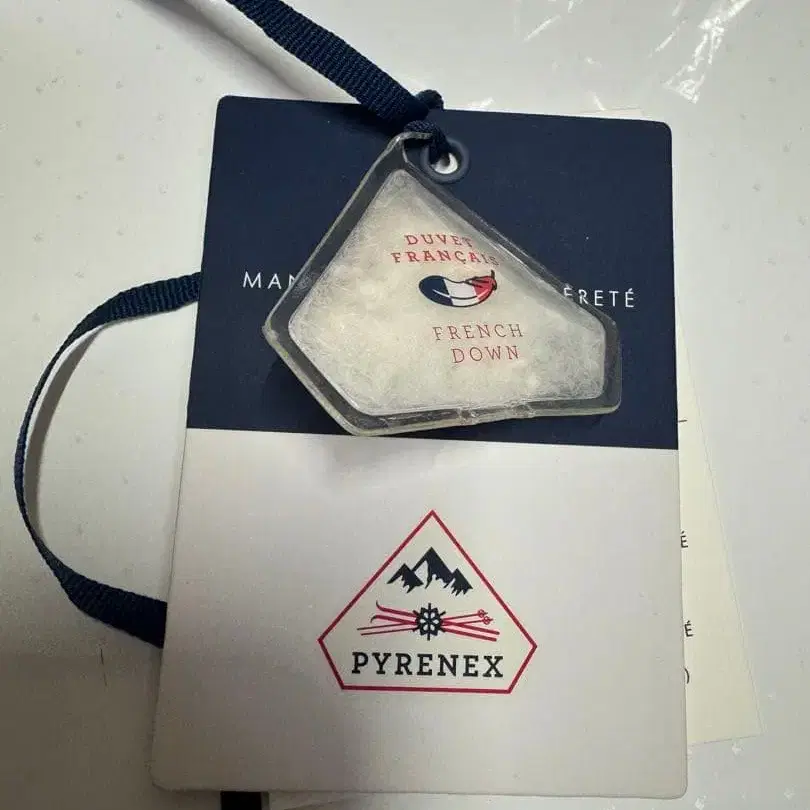 DUVET
FRANÇAIS
FRENCH
DOWN
PYRENEX
É
É
)